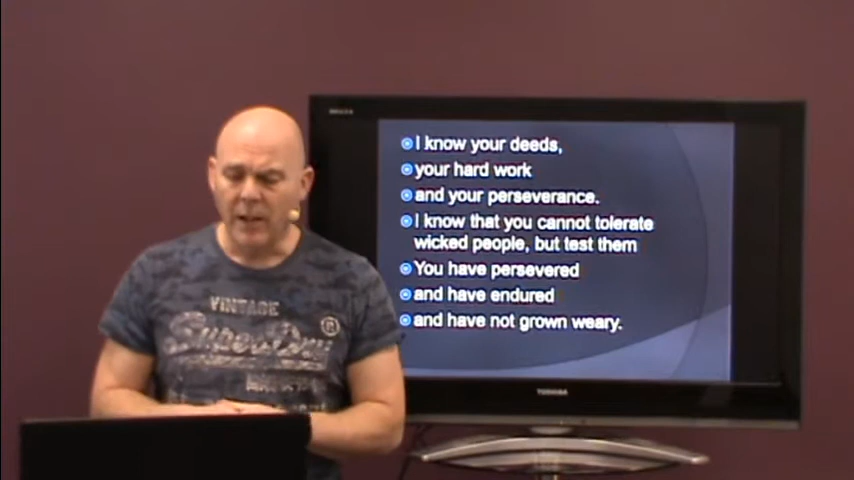 I know your deeds,
your hard work
and your perseverance.
I know that you cannot tolerate
wicked people, but test them
You have persevered
and have endured
and have not grown weary.
TOSHIBA
VINTAGE
SuperDry